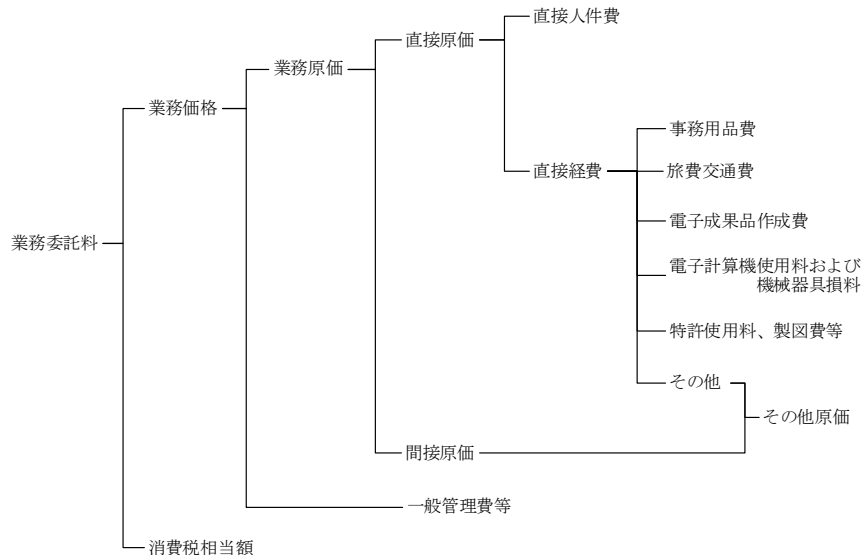 直接人件費
直接原価
業務原価
業務価格
事務用品費
直接経費
旅費交通費
電子成果品作成費
業務委託料
電子計算機使用料および
機械器具損料
特許使用料、製図費等
その他
その他原価
間接原価
一般管理費等
消費税相当額